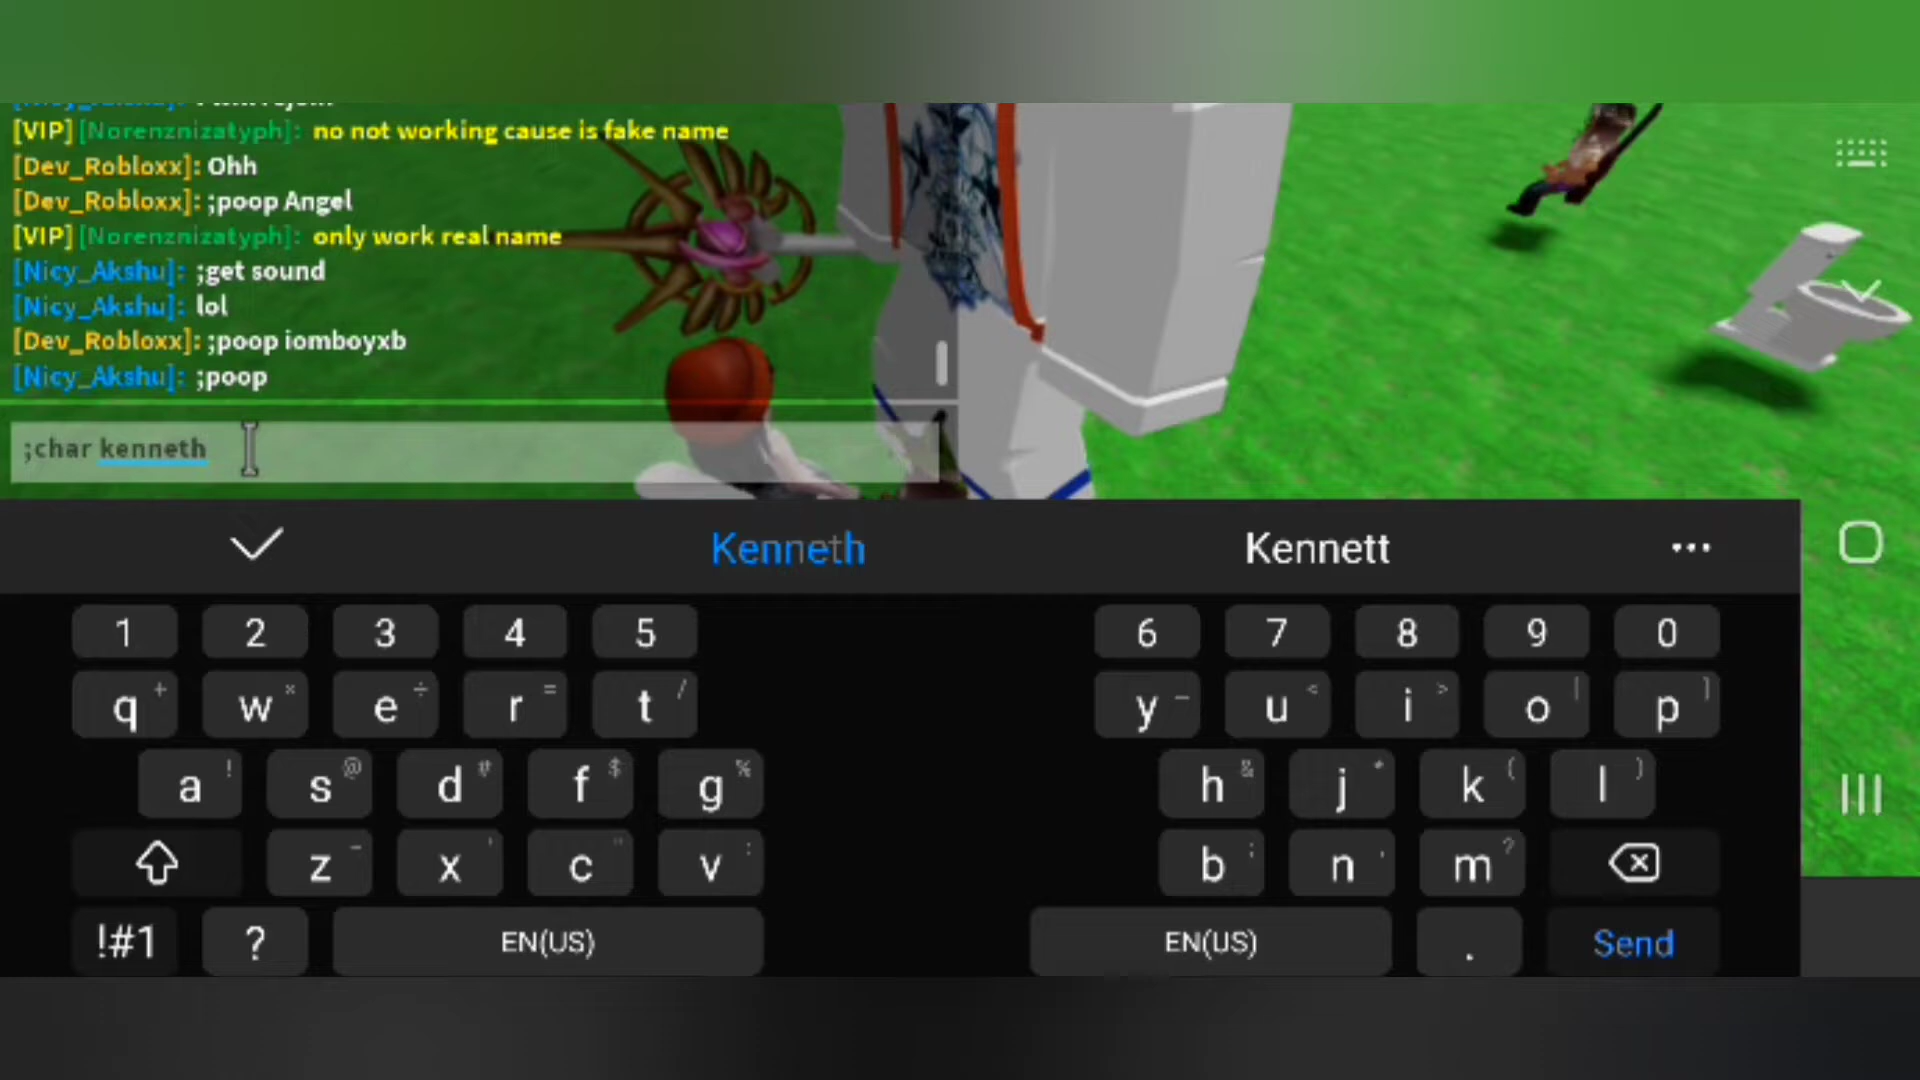 [VIP] [Norenznizatyph]: no not working cause is fake name
[Dev_Robloxx]: Ohh
[Dev_Robloxx]: ;poop Angel
[VIP] [Norenznizatyph]: only work real name
[Nicy_Akshu]: ;get sound
[Nicy_Akshu]: lol
[Dev_Robloxx]: ;poop iomboyxb
[Nicy_Akshu]: ;poop
;char kenneth
Kenneth Kennett ...
1 2 3 4 5 6 7 8 9 0
q + w × e ÷ r = t / y – u < i > o | p ]
a ! s @ d # f $ g % h & j * k ( l )
z - x ' c " v : b ; n , m ?
!#1 ? EN(US) EN(US) . Send